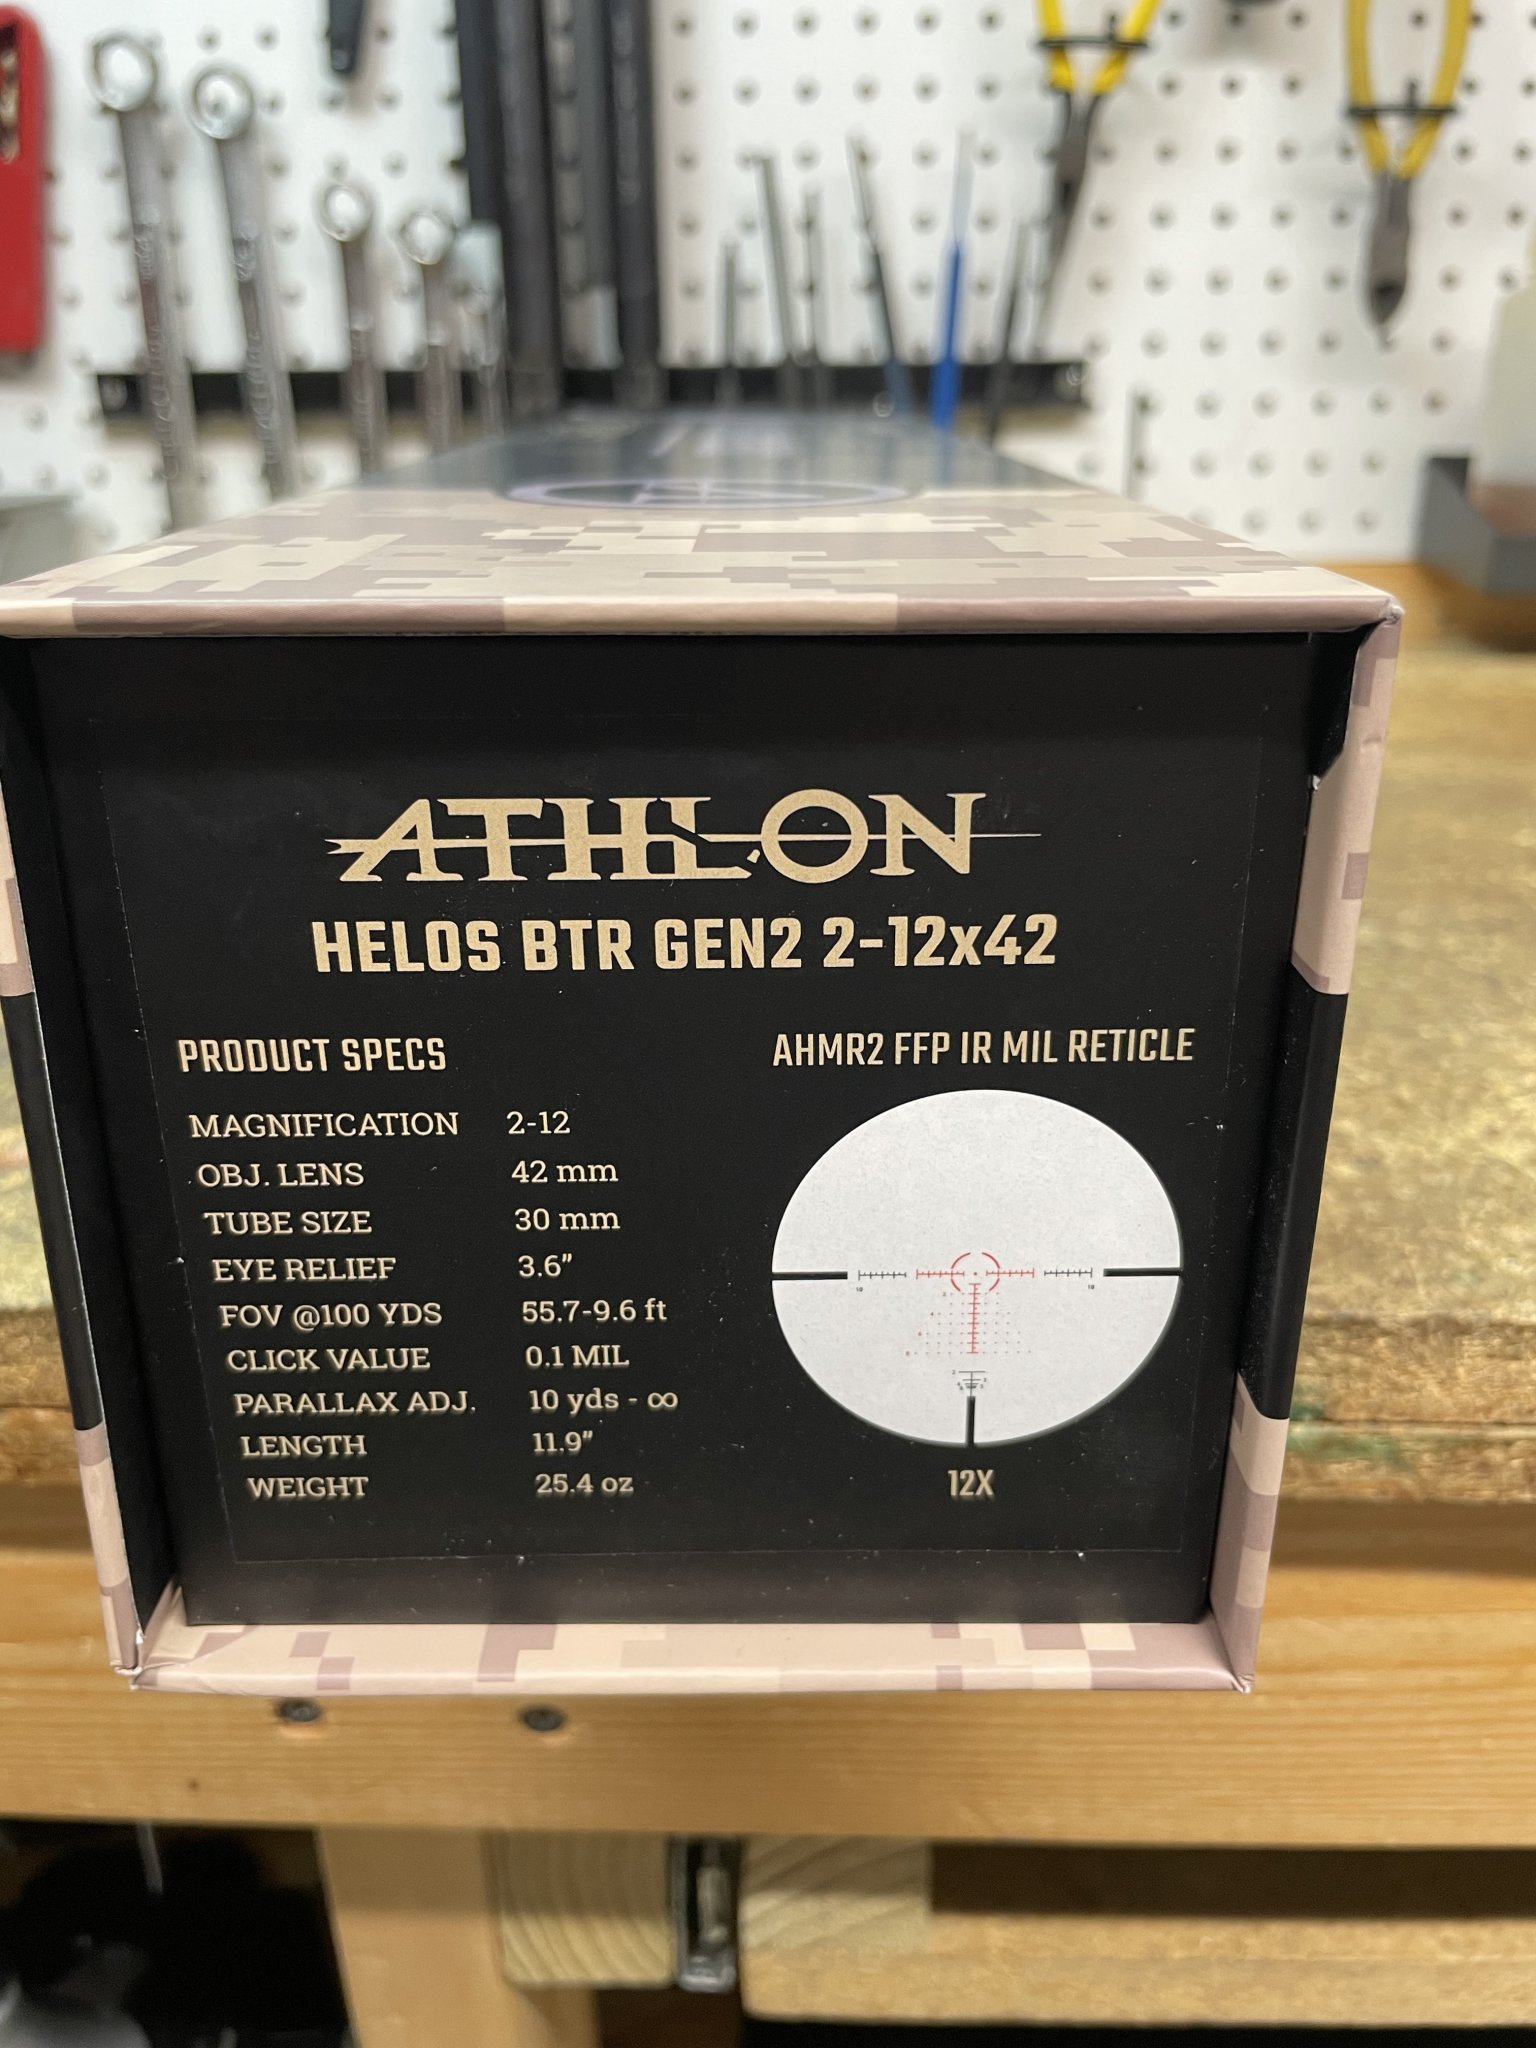 ATHLON
HELOS BTR GEN2 2-12x42
PRODUCT SPECS
MAGNIFICATION 2-12
OBJ. LENS 42 mm
TUBE SIZE 30 mm
EYE RELIEF 3.6”
FOV @100 YDS 55.7-9.6 ft
CLICK VALUE 0.1 MIL
PARALLAX ADJ. 10 yds - ∞
LENGTH 11.9”
WEIGHT 25.4 oz
AHMR2 FFP IR MIL RETICLE
10 10
12X